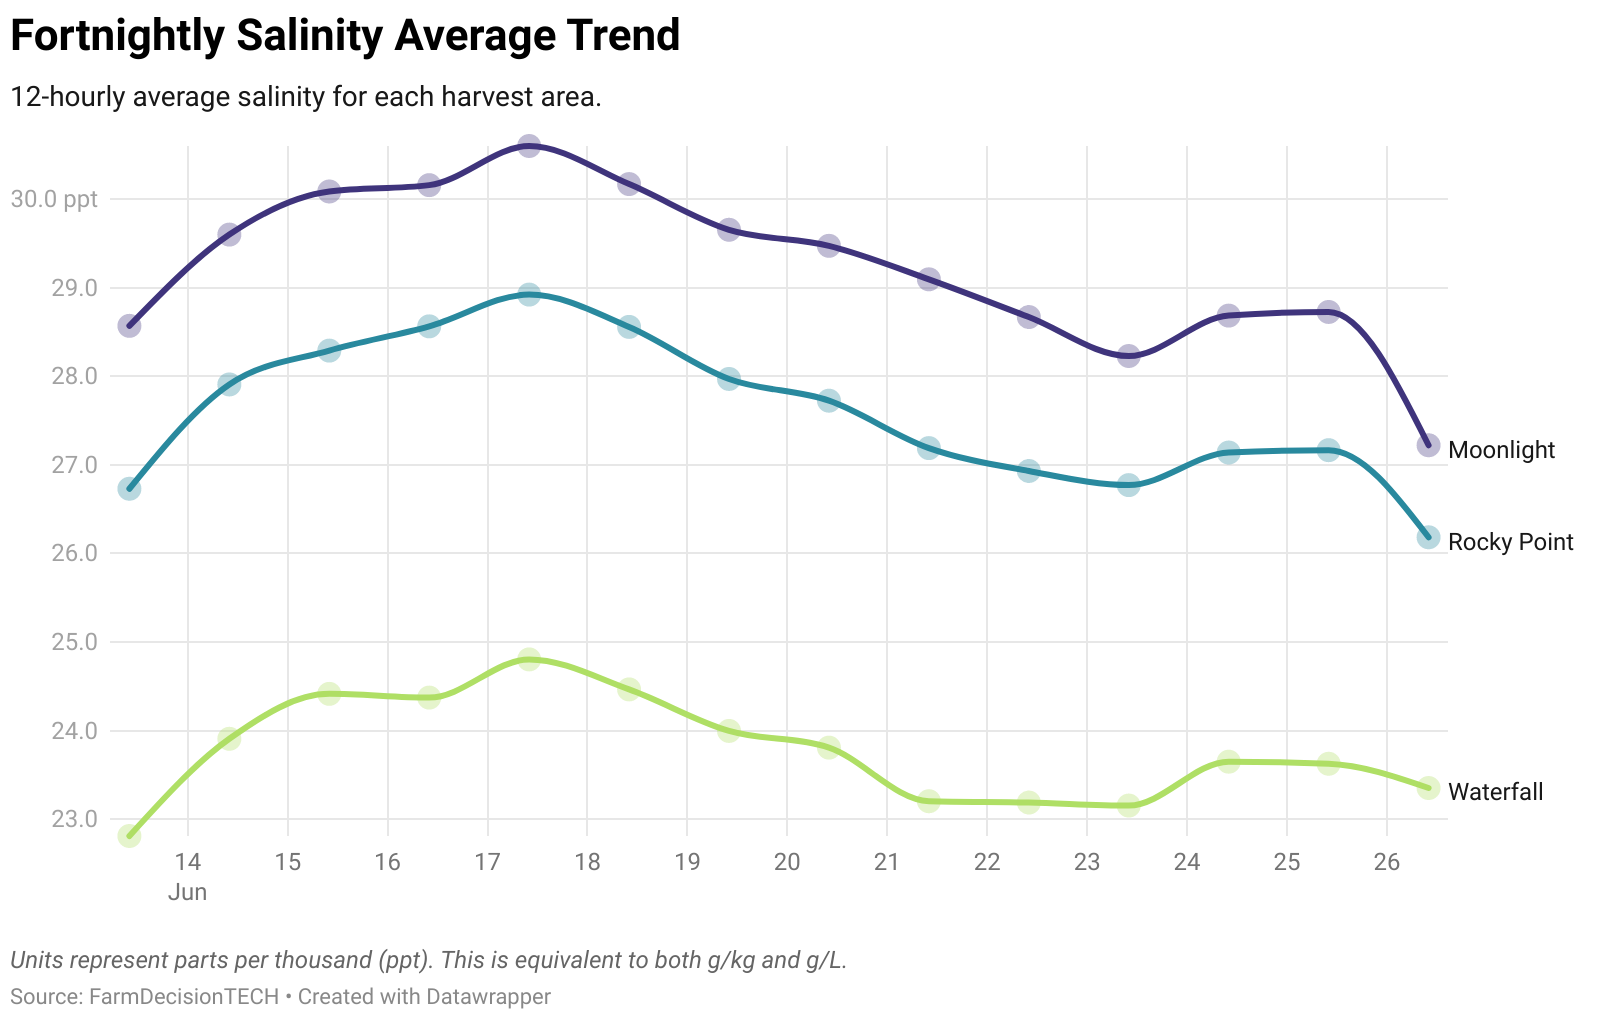 Fortnightly Salinity Average Trend
12-hourly average salinity for each harvest area.
30.0 ppt
29.0
28.0
27.0
26.0
25.0
24.0
23.0
Moonlight
Rocky Point
Waterfall
14 15 16 17 18 19 20 21 22 23 24 25 26
Jun
Units represent parts per thousand (ppt). This is equivalent to both g/kg and g/L.
Source: FarmDecisionTECH • Created with Datawrapper